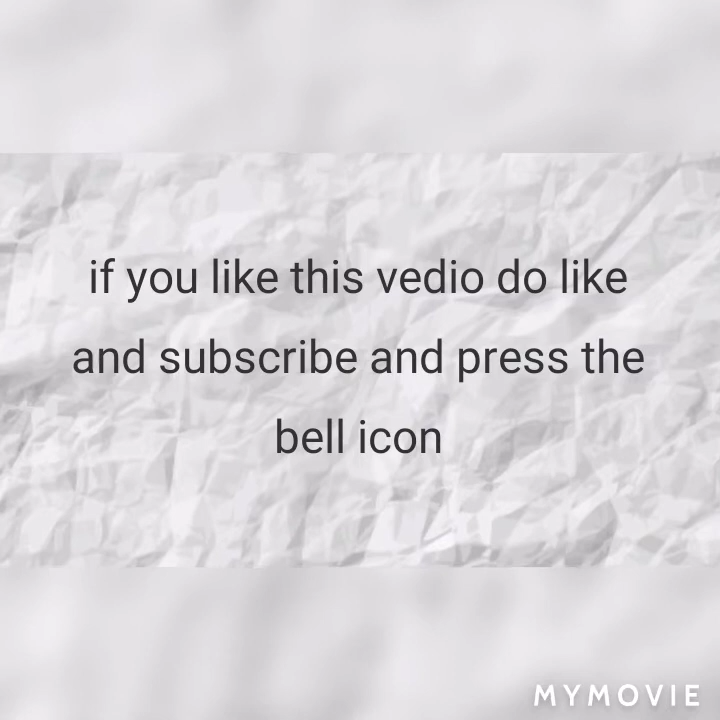 if you like this vedio do like
and subscribe and press the
bell icon
MYMOVIE